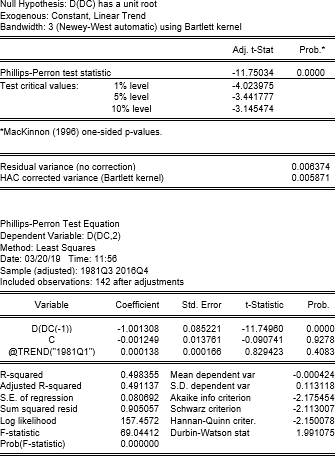 Null Hypothesis: D(DC) has a unit root
Exogenous: Constant, Linear Trend
Bandwidth: 3 (Newey-West automatic) using Bartlett kernel
Adj. t-Stat Prob.*
Phillips-Perron test statistic -11.75034 0.0000
Test critical values: 1% level -4.023975
5% level -3.441777
10% level -3.145474
*MacKinnon (1996) one-sided p-values.
Residual variance (no correction) 0.006374
HAC corrected variance (Bartlett kernel) 0.005871
Phillips-Perron Test Equation
Dependent Variable: D(DC,2)
Method: Least Squares
Date: 03/20/19 Time: 11:56
Sample (adjusted): 1981Q3 2016Q4
Included observations: 142 after adjustments
Variable Coefficient Std. Error t-Statistic Prob.
D(DC(-1)) -1.001308 0.085221 -11.74960 0.0000
C -0.001249 0.013761 -0.090741 0.9278
@TREND("1981Q1") 0.000138 0.000166 0.829423 0.4083
R-squared 0.498355 Mean dependent var -0.000424
Adjusted R-squared 0.491137 S.D. dependent var 0.113118
S.E. of regression 0.080692 Akaike info criterion -2.175454
Sum squared resid 0.905057 Schwarz criterion -2.113007
Log likelihood 157.4572 Hannan-Quinn criter. -2.150078
F-statistic 69.04412 Durbin-Watson stat 1.991075
Prob(F-statistic) 0.000000